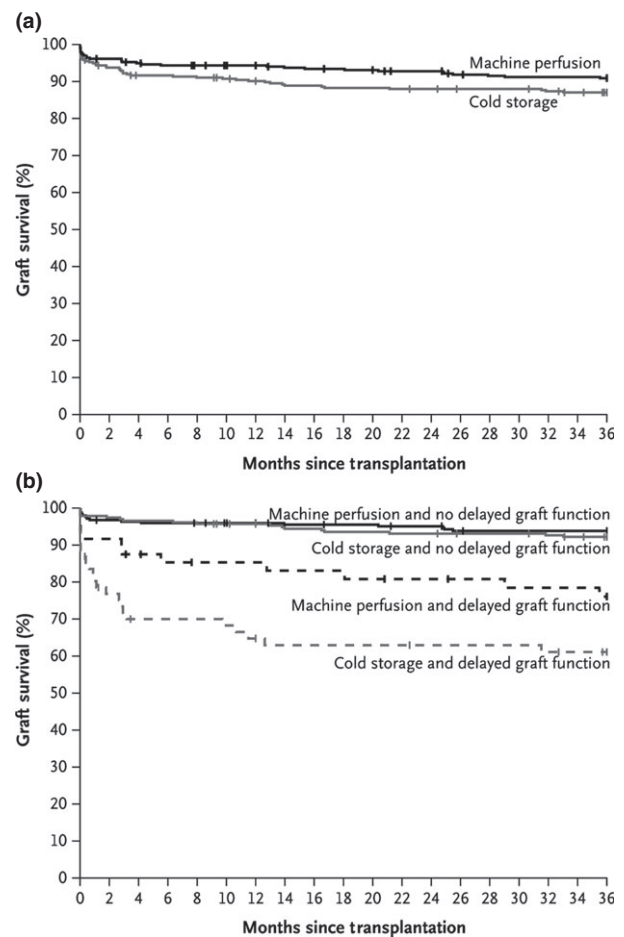 (a)
100
90
80
70
60
50
40
30
20
10
0
Graft survival (%)
Machine perfusion
Cold storage
0 2 4 6 8 10 12 14 16 18 20 22 24 26 28 30 32 34 36
Months since transplantation
(b)
100
90
80
70
60
50
40
30
20
10
0
Graft survival (%)
Machine perfusion and no delayed graft function
Cold storage and no delayed graft function
Machine perfusion and delayed graft function
Cold storage and delayed graft function
0 2 4 6 8 10 12 14 16 18 20 22 24 26 28 30 32 34 36
Months since transplantation